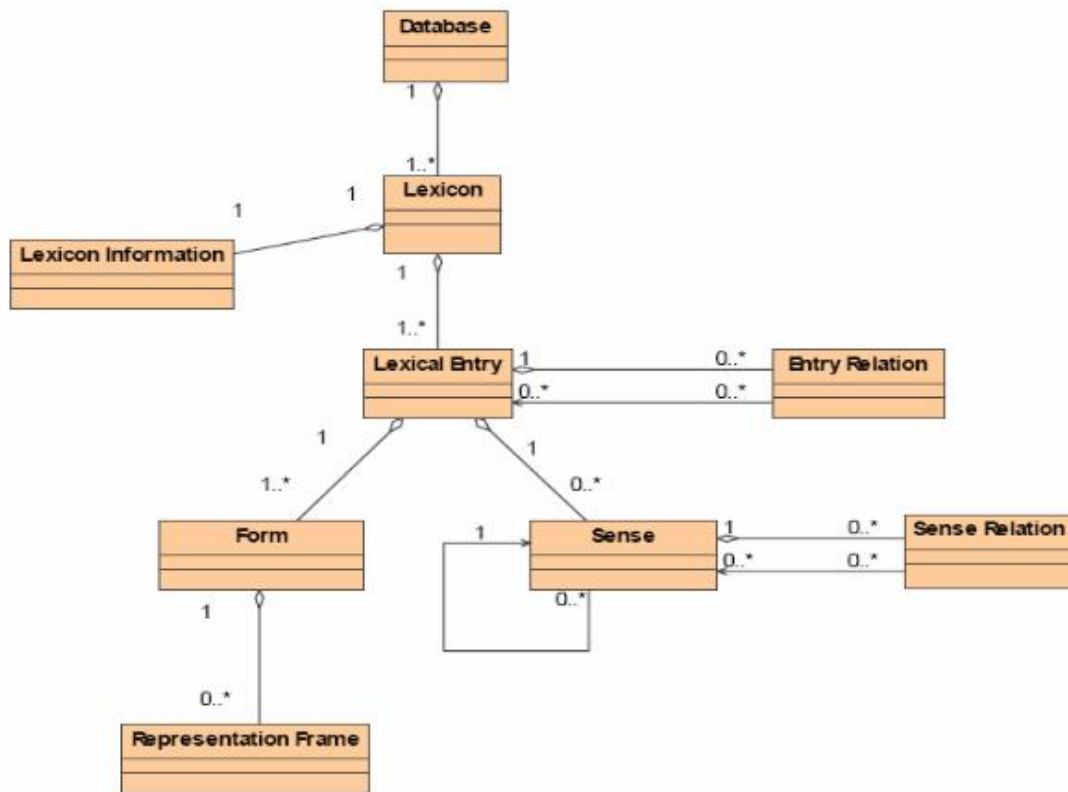 Database
1
1..*
Lexicon
1
1
Lexicon Information
1
1..*
Lexical Entry
1
0..*
Entry Relation
0..*
0..*
1
1
1..*
0..*
Form
1
Sense
1
0..*
Sense Relation
0..*
0..*
0..*
1
0..*
Representation Frame